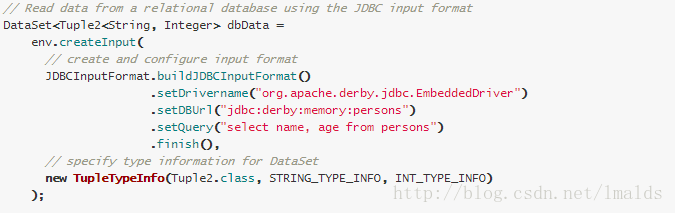 // Read data from a relational database using the JDBC input format
DataSet<Tuple2<String, Integer> dbData =
    env.createInput(
      // create and configure input format
      JDBCInputFormat.buildJDBCInputFormat()
                     .setDrivername("org.apache.derby.jdbc.EmbeddedDriver")
                     .setDBUrl("jdbc:derby:memory:persons")
                     .setQuery("select name, age from persons")
                     .finish(),
      // specify type information for DataSet
      new TupleTypeInfo(Tuple2.class, STRING_TYPE_INFO, INT_TYPE_INFO)
    );
http://blog.csdn.net/lmalds